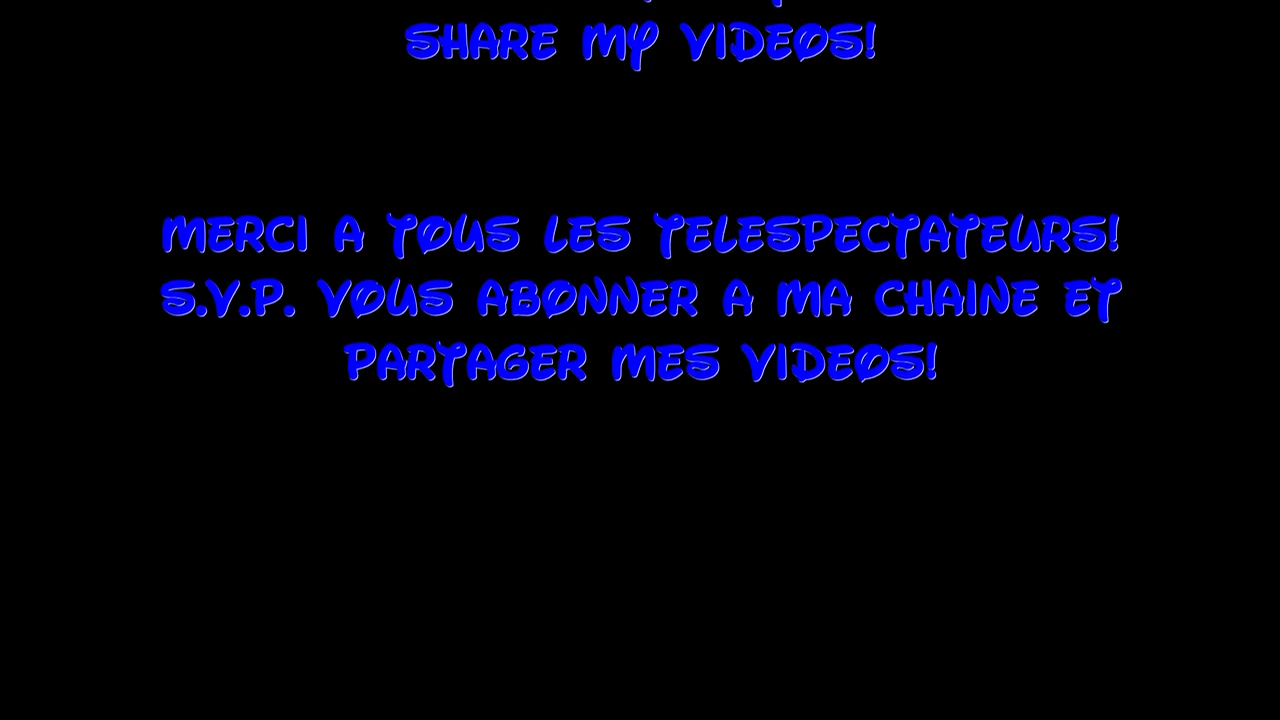 SHARE MY VIDEOS!
MERCI A TOUS LES TELESPECTATEURS!
S.V.P. VOUS ABONNER A MA CHAINE ET
PARTAGER MES VIDEOS!